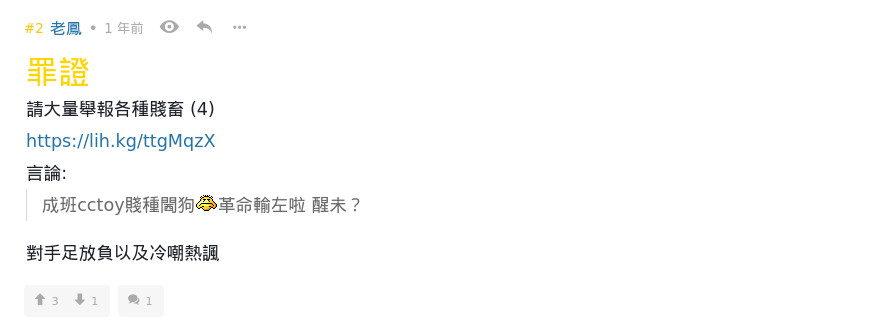 #2 老鳳 • 1 年前
罪證
請大量舉報各種賤畜 (4)
https://lih.kg/ttgMqzX
言論:
成班cctoy賤種閪狗革命輸左啦 醒未？
對手足放負以及冷嘲熱諷
3 1 1